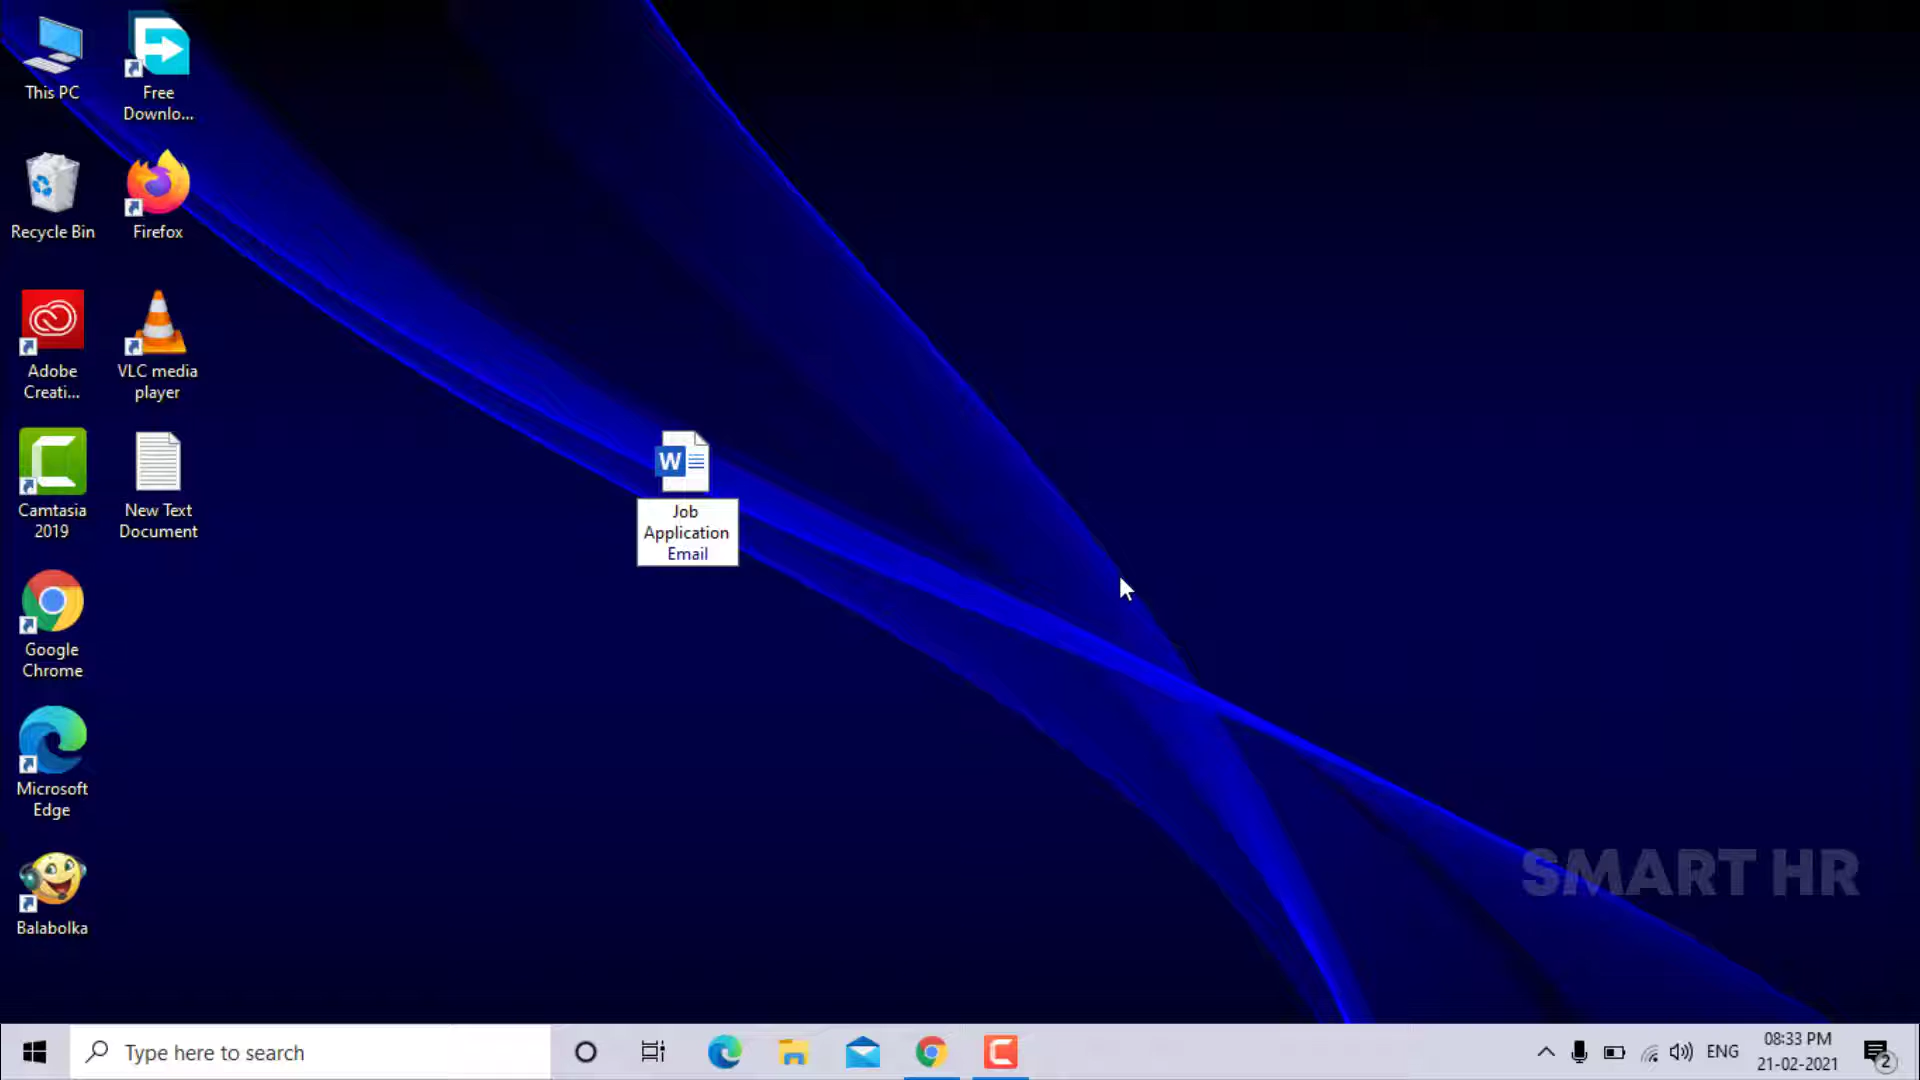 This PC
Free
Downlo...
Recycle Bin
Firefox
Adobe
Creati...
VLC media
player
Camtasia
2019
New Text
Document
W
Job
Application
Email
Google
Chrome
Microsoft
Edge
Balabolka
SMART HR
Type here to search
ENG
08:33 PM
21-02-2021
2